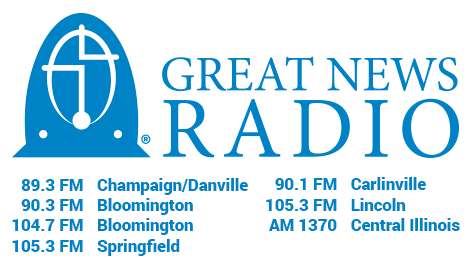 GREAT NEWS
RADIO
®
89.3 FM Champaign/Danville
90.3 FM Bloomington
104.7 FM Bloomington
105.3 FM Springfield
90.1 FM Carlinville
105.3 FM Lincoln
AM 1370 Central Illinois